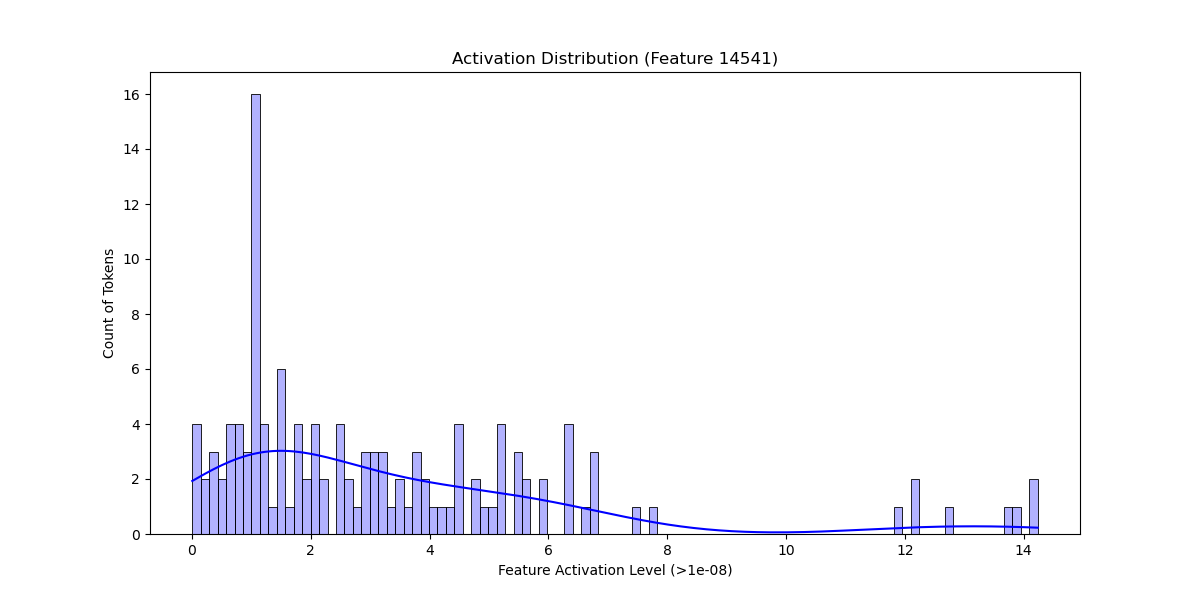 Activation Distribution (Feature 14541)
16
14
12
10
8
6
4
2
0
Count of Tokens
0 2 4 6 8 10 12 14
Feature Activation Level (>1e-08)